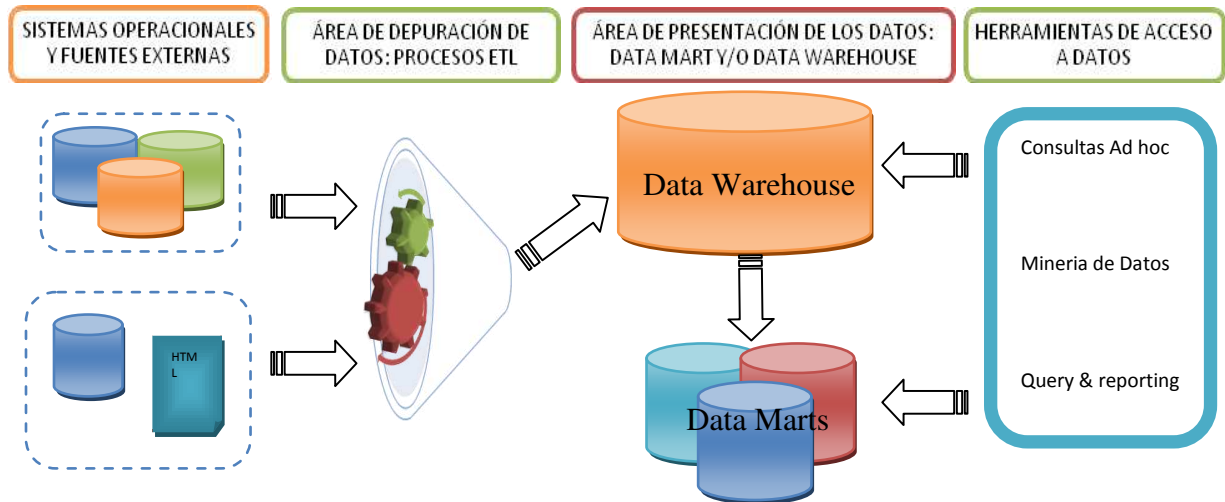 SISTEMAS OPERACIONALES
Y FUENTES EXTERNAS
ÁREA DE DEPURACIÓN DE
DATOS: PROCESOS ETL
ÁREA DE PRESENTACIÓN DE LOS DATOS:
DATA MART Y/O DATA WAREHOUSE
HERRAMIENTAS DE ACCESO
A DATOS
HTM
L
Data Warehouse
Data Marts
Consultas Ad hoc
Mineria de Datos
Query & reporting